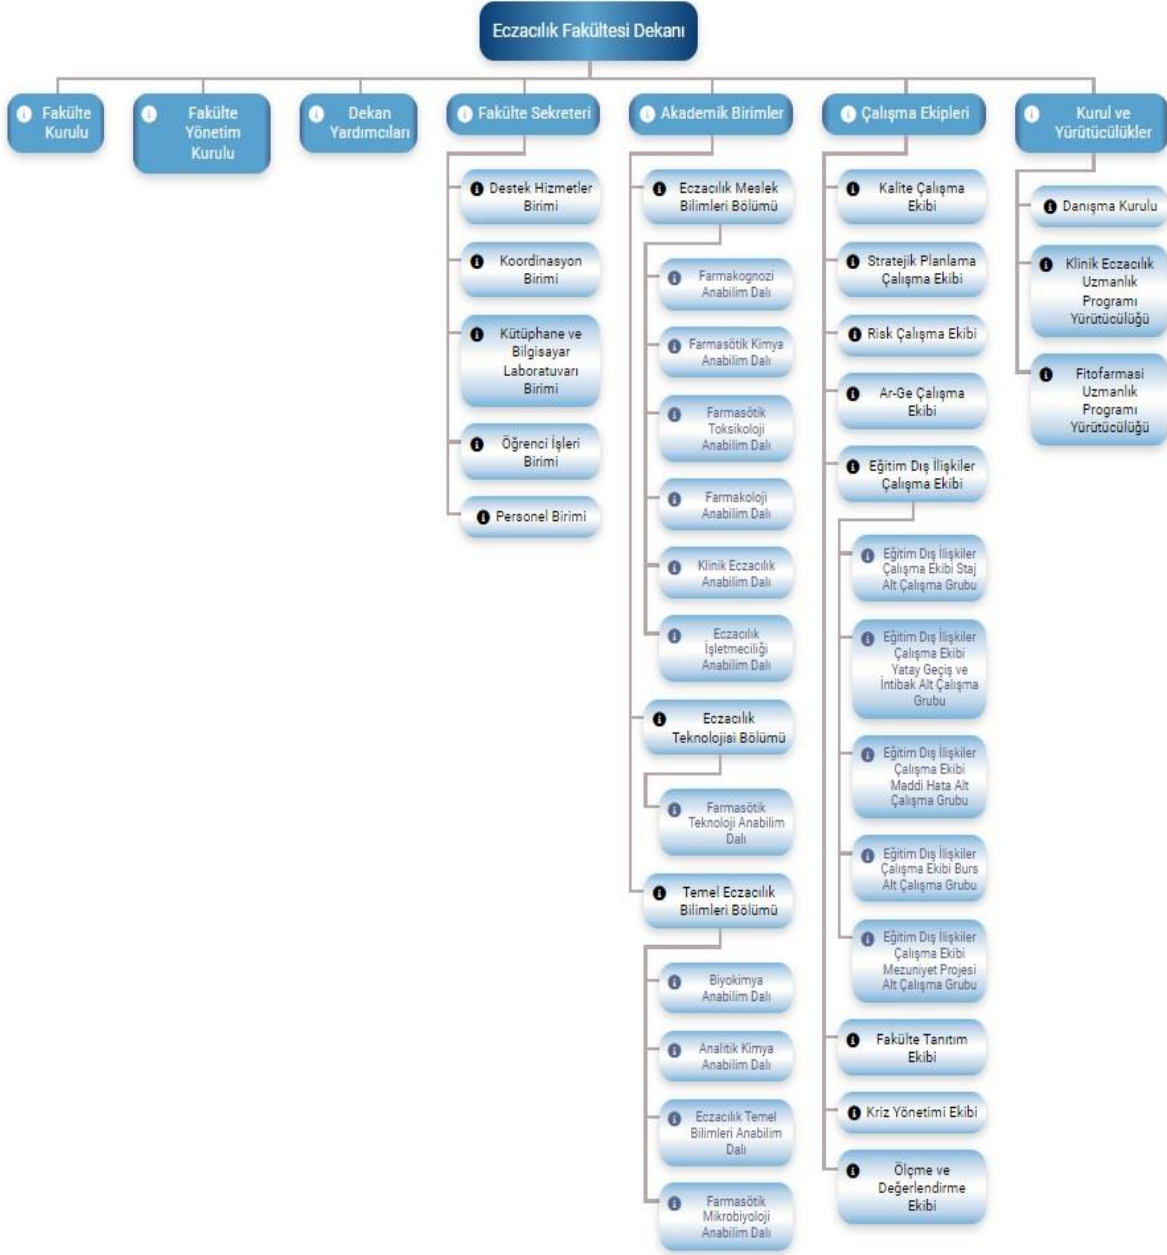 Eczacılık Fakültesi Dekanı
Fakülte
Kurulu
Fakülte
Yönetim
Kurulu
Dekan
Yardımcıları
Fakülte Sekreteri
Destek Hizmetler
Birimi
Koordinasyon
Birimi
Kütüphane ve
Bilgisayar
Laboratuvarı
Birimi
Öğrenci İşleri
Birimi
Personel Birimi
Akademik Birimler
Eczacılık Meslek
Bilimleri Bölümü
Farmakognozi
Anabilim Dalı
Farmasötik Kimya
Anabilim Dalı
Farmasötik
Toksikoloji
Anabilim Dalı
Farmakoloji
Anabilim Dalı
Klinik Eczacılık
Anabilim Dalı
Eczacılık
İşletmeciliği
Anabilim Dalı
Eczacılık
Teknolojisi Bölümü
Farmasötik
Teknoloji Anabilim
Dalı
Temel Eczacılık
Bilimleri Bölümü
Biyokimya
Anabilim Dalı
Analitik Kimya
Anabilim Dalı
Eczacılık Temel
Bilimleri Anabilim
Dalı
Farmasötik
Mikrobiyoloji
Anabilim Dalı
Çalışma Ekipleri
Kalite Çalışma
Ekibi
Stratejik Planlama
Çalışma Ekibi
Risk Çalışma Ekibi
Ar-Ge Çalışma
Ekibi
Eğitim Dış İlişkiler
Çalışma Ekibi
Eğitim Dış İlişkiler
Çalışma Ekibi Staj
Alt Çalışma Grubu
Eğitim Dış İlişkiler
Çalışma Ekibi
Yatay Geçiş ve
İntibak Alt Çalışma
Grubu
Eğitim Dış İlişkiler
Çalışma Ekibi
Maddi Hata Alt
Çalışma Grubu
Eğitim Dış İlişkiler
Çalışma Ekibi Burs
Alt Çalışma Grubu
Eğitim Dış İlişkiler
Çalışma Ekibi
Mezuniyet Projesi
Alt Çalışma Grubu
Fakülte Tanıtım
Ekibi
Kriz Yönetimi Ekibi
Ölçme ve
Değerlendirme
Ekibi
Kurul ve
Yürütücülükler
Danışma Kurulu
Klinik Eczacılık
Uzmanlık
Programı
Yürütücülüğü
Fitofarmasi
Uzmanlık
Programı
Yürütücülüğü